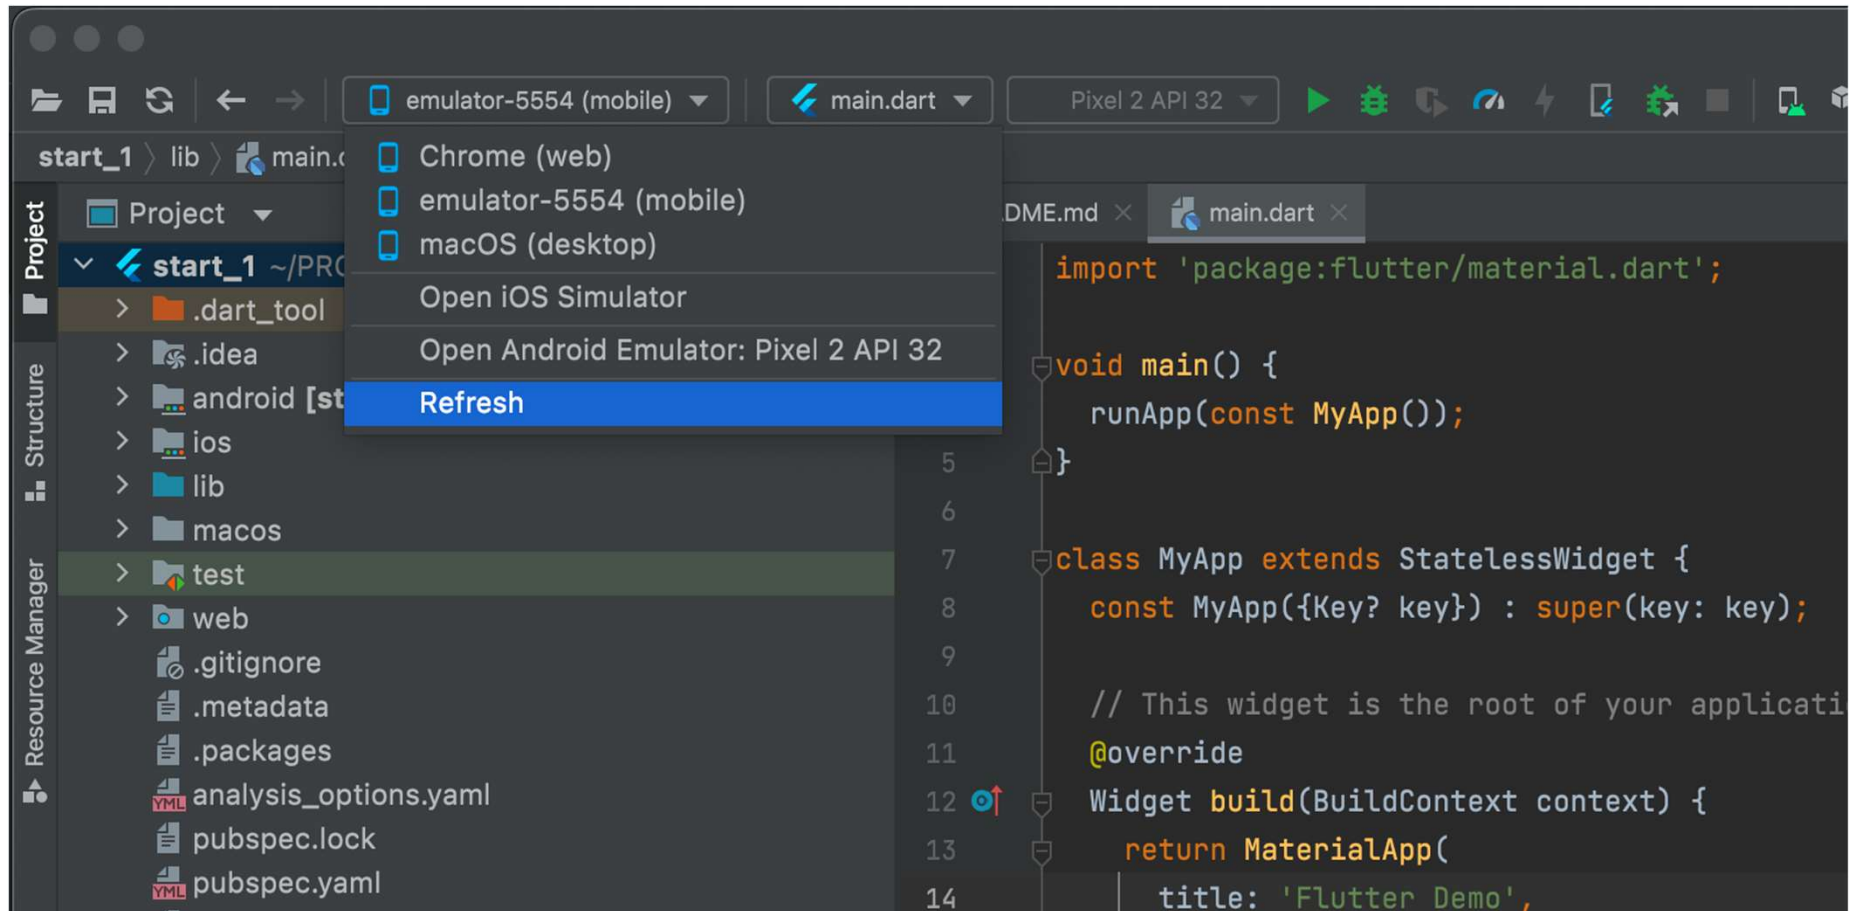 emulator-5554 (mobile) main.dart Pixel 2 API 32
start_1 lib
Chrome (web)
emulator-5554 (mobile)
macOS (desktop)
Open iOS Simulator
Open Android Emulator: Pixel 2 API 32
Refresh
Project
Structure
Resource Manager
Project
start_1
.dart_tool
.idea
android
ios
lib
macos
test
web
.gitignore
.metadata
.packages
YML analysis_options.yaml
pubspec.lock
YML pubspec.yaml
main.dart
import 'package:flutter/material.dart';
void main() {
runApp(const MyApp());
5 }
6
7 class MyApp extends StatelessWidget {
8 const MyApp({Key? key}) : super(key: key);
9
10 // This widget is the root of your
11 @override
12 Widget build(BuildContext context) {
13 return MaterialApp(
14 title: 'Flutter Demo',